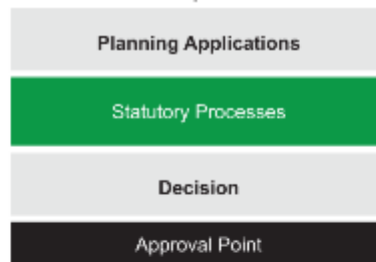 Planning Applications
Statutory Processes
Decision
Approval Point